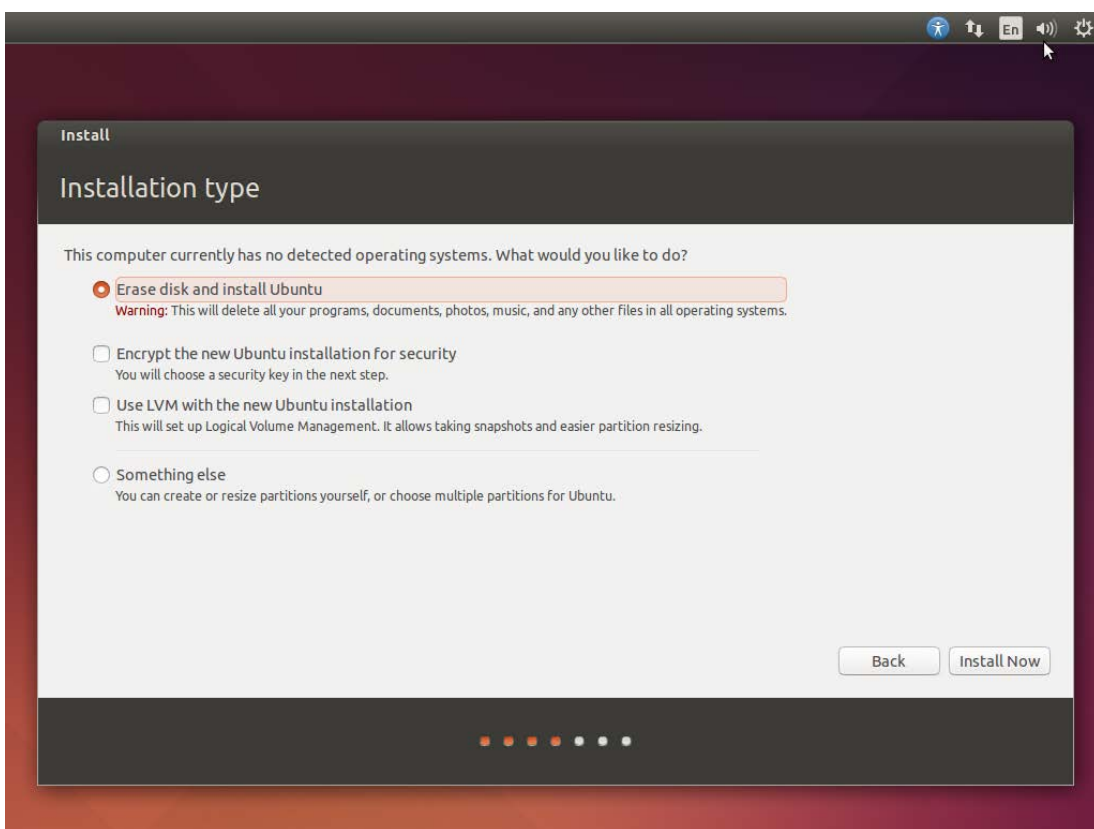 En
Install
Installation type
This computer currently has no detected operating systems. What would you like to do?
Erase disk and install Ubuntu
Warning: This will delete all your programs, documents, photos, music, and any other files in all operating systems.
Encrypt the new Ubuntu installation for security
You will choose a security key in the next step.
Use LVM with the new Ubuntu installation
This will set up Logical Volume Management. It allows taking snapshots and easier partition resizing.
Something else
You can create or resize partitions yourself, or choose multiple partitions for Ubuntu.
Back
Install Now